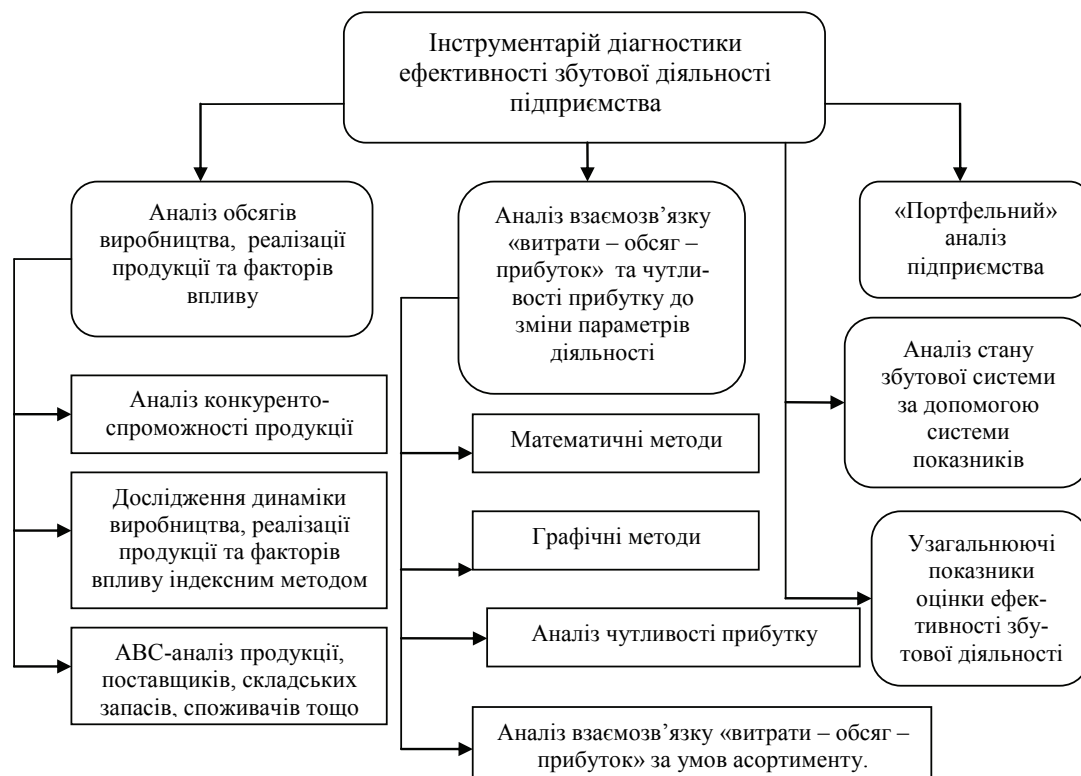 Інструментарій діагностики
ефективності збутової діяльності
підприємства
Аналіз обсягів
виробництва, реалізації
продукції та факторів
впливу
Аналіз взаємозв’язку
«витрати – обсяг –
прибуток» та чутли-
вості прибутку до
зміни параметрів
діяльності
«Портфельний»
аналіз
підприємства
Аналіз конкуренто-
спроможності продукції
Дослідження динаміки
виробництва, реалізації
продукції та факторів
впливу індексним методом
АВС-аналіз продукції,
поставщиків, складських
запасів, споживачів тощо
Математичні методи
Графічні методи
Аналіз чутливості прибутку
Аналіз взаємозв’язку «витрати – обсяг –
прибуток» за умов асортименту.
Аналіз стану
збутової системи
за допомогою
системи
показників
Узагальнюючі
показники
оцінки ефек-
тивності збу-
тової діяльності